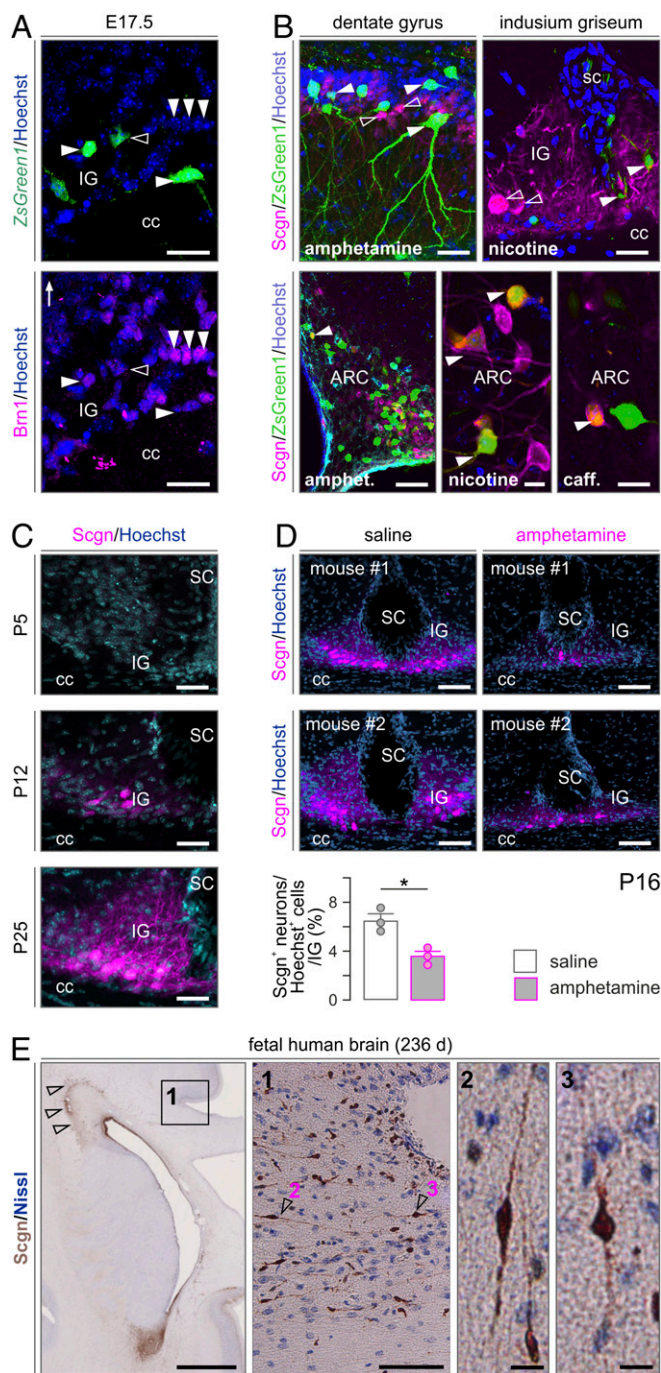 A
E17.5
ZsGreen1/Hoechst
IG
cc
Brn1/Hoechst
IG
cc
B
dentate gyrus
indusium griseum
Scgn/ZsGreen1/Hoechst
amphetamine
sc
IG
cc
nicotine
Scgn/ZsGreen1/Hoechst
ARC
amphet.
ARC
nicotine
ARC
caff.
C
Scgn/Hoechst
P5
SC
IG
cc
P12
SC
IG
cc
P25
SC
IG
cc
D
saline
amphetamine
Scgn/Hoechst
mouse #1
SC
IG
cc
mouse #1
SC
IG
Scgn/Hoechst
mouse #2
SC
IG
cc
mouse #2
SC
IG
P16
Scgn+ neurons/
Hoechst+ cells
/IG (%)
8
4
0
*
saline
amphetamine
E
fetal human brain (236 d)
Scgn/Nissl
1
1
2
3
2
3